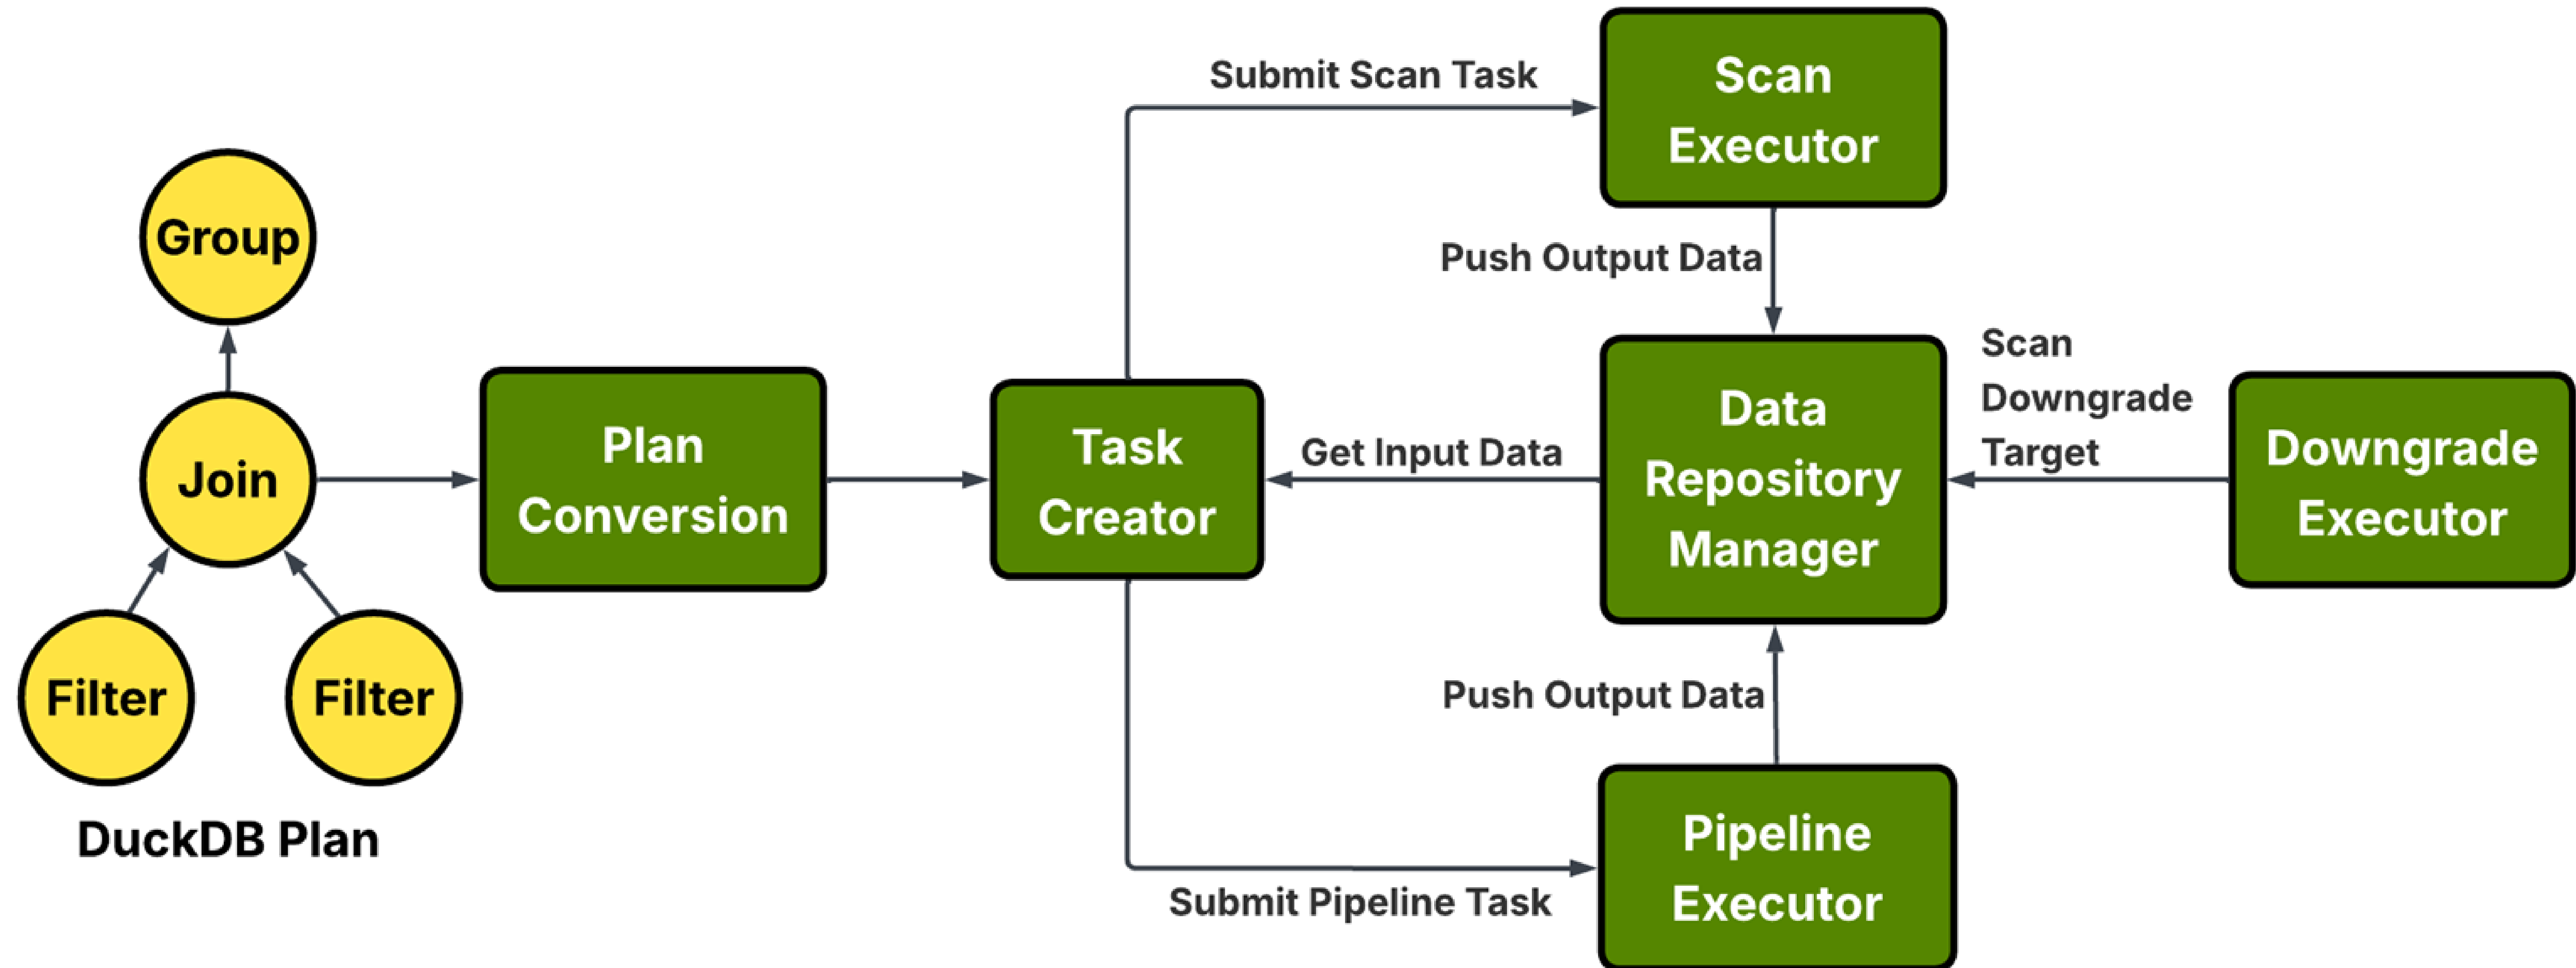 Group
Join
Filter
Filter
DuckDB Plan
Plan
Conversion
Task
Creator
Submit Scan Task
Scan
Executor
Push Output Data
Get Input Data
Data
Repository
Manager
Scan
Downgrade
Target
Downgrade
Executor
Push Output Data
Submit Pipeline Task
Pipeline
Executor